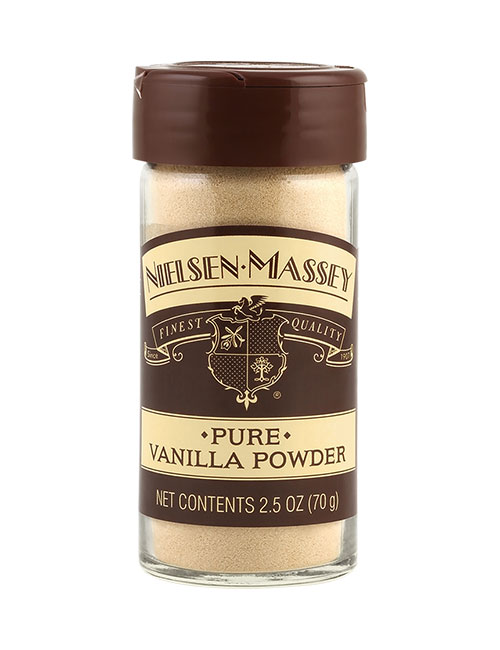 NIELSEN·MASSEY
FINEST QUALITY
Since 1907
®
·PURE·
VANILLA POWDER
NET CONTENTS 2.5 OZ (70 g)